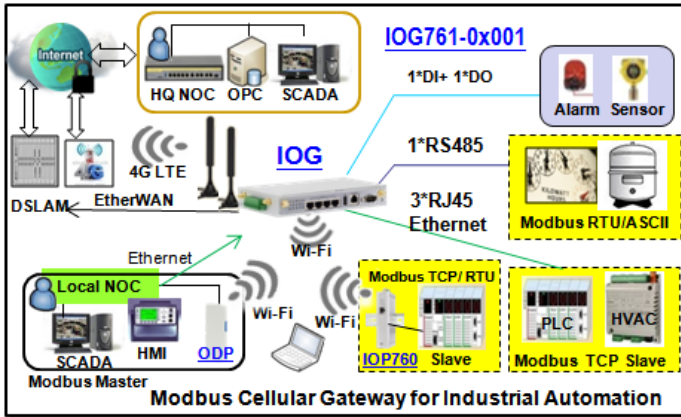 Internet
HQ NOC OPC SCADA
IOG761-0x001
1*DI+ 1*DO
Alarm Sensor
4G LTE
IOG
1*RS485
DSLAM
EtherWAN
3*RJ45
Ethernet
KILOWATT
HOURS
Modbus RTU/ASCII
Wi-Fi
Ethernet
Local NOC
Wi-Fi
Wi-Fi
SCADA
HMI
ODP
Modbus Master
Modbus TCP/ RTU
IOP760
Slave
PLC
HVAC
Modbus TCP Slave
Modbus Cellular Gateway for Industrial Automation